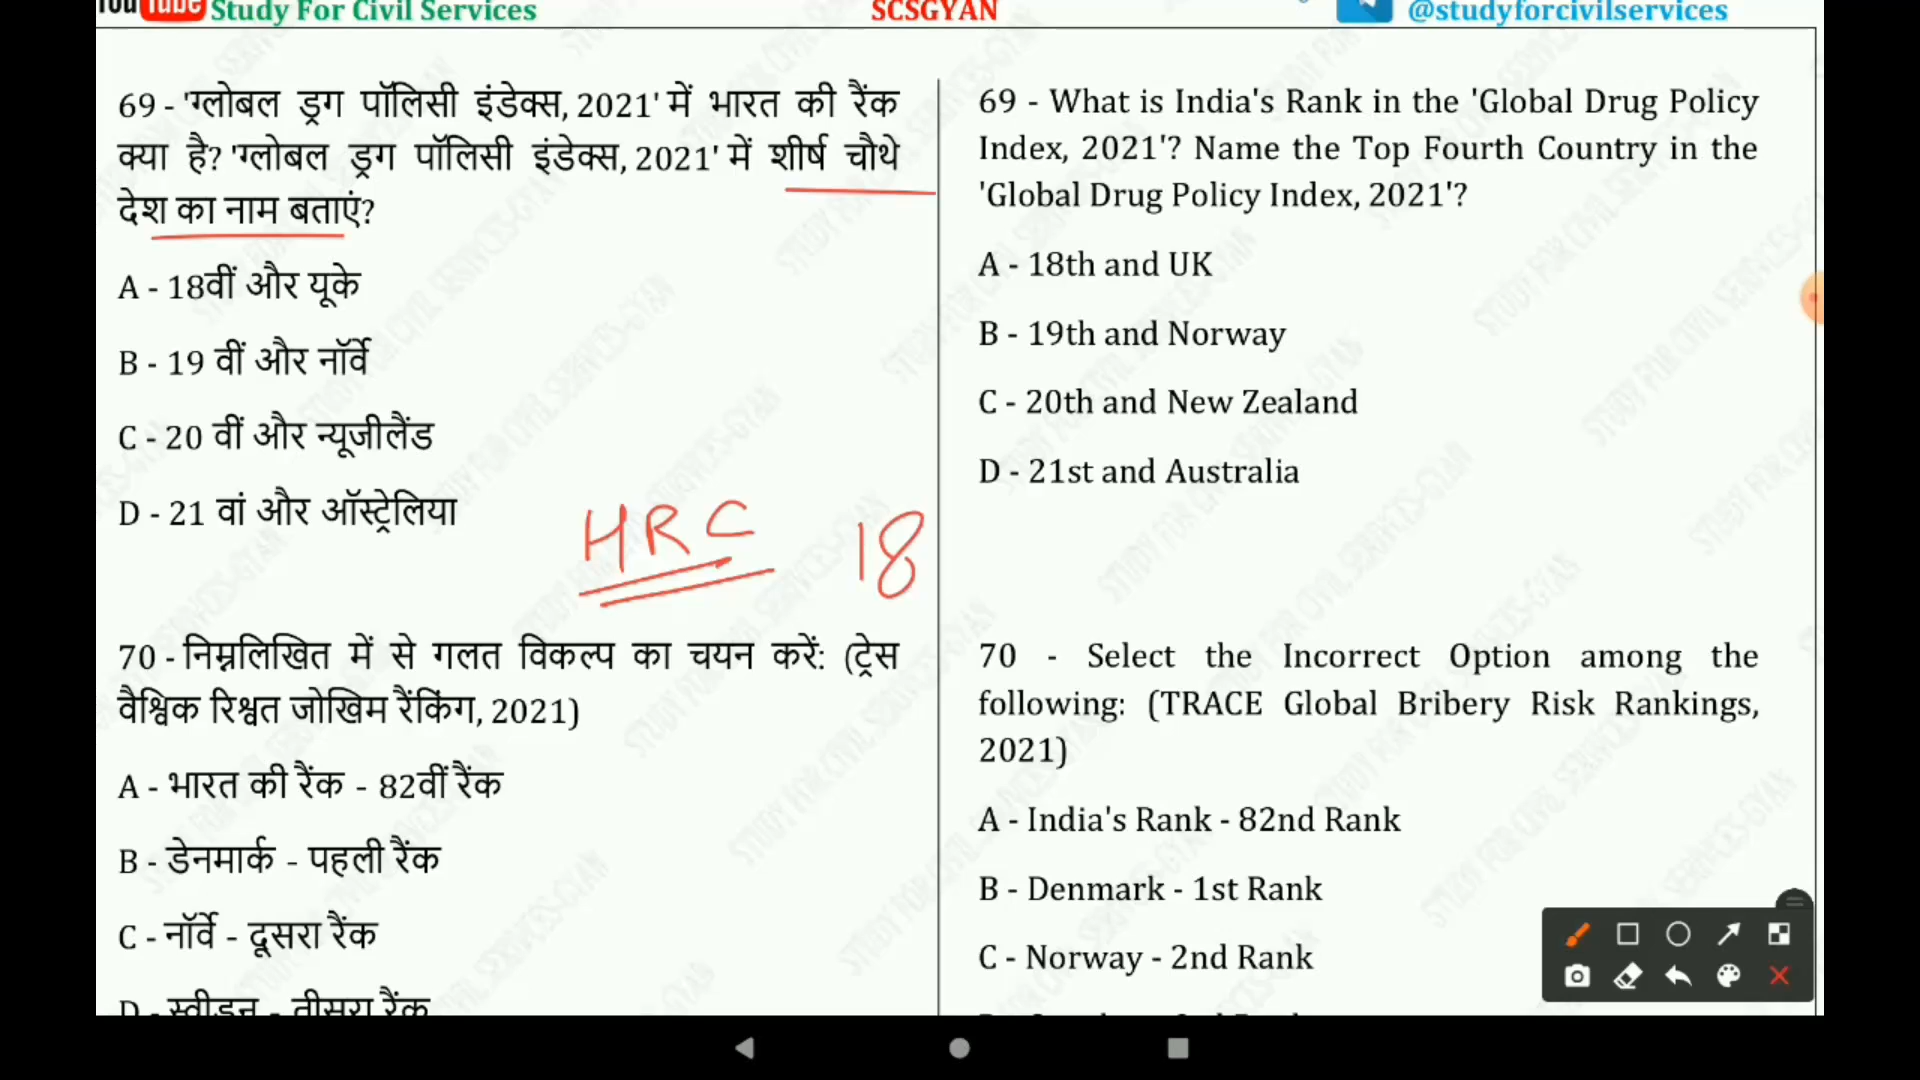 YouTube Study For Civil Services
SCSGYAN
@studyforcivilservices
69 - 'ग्लोबल ड्रग पॉलिसी इंडेक्स, 2021' में भारत की रैंक
क्या है? 'ग्लोबल ड्रग पॉलिसी इंडेक्स, 2021' में शीर्ष चौथे
देश का नाम बताएं?
A - 18वीं और यूके
B - 19 वीं और नॉर्वे
C - 20 वीं और न्यूजीलैंड
D - 21 वां और ऑस्ट्रेलिया
HRC 18
70 - निम्नलिखित में से गलत विकल्प का चयन करें: (ट्रेस
वैश्विक रिश्वत जोखिम रैंकिंग, 2021)
A - भारत की रैंक - 82वीं रैंक
B - डेनमार्क - पहली रैंक
C - नॉर्वे - दूसरा रैंक
D - स्वीडन - तीसरा रैंक
69 - What is India's Rank in the 'Global Drug Policy
Index, 2021'? Name the Top Fourth Country in the
'Global Drug Policy Index, 2021'?
A - 18th and UK
B - 19th and Norway
C - 20th and New Zealand
D - 21st and Australia
70 - Select the Incorrect Option among the
following: (TRACE Global Bribery Risk Rankings,
2021)
A - India's Rank - 82nd Rank
B - Denmark - 1st Rank
C - Norway - 2nd Rank